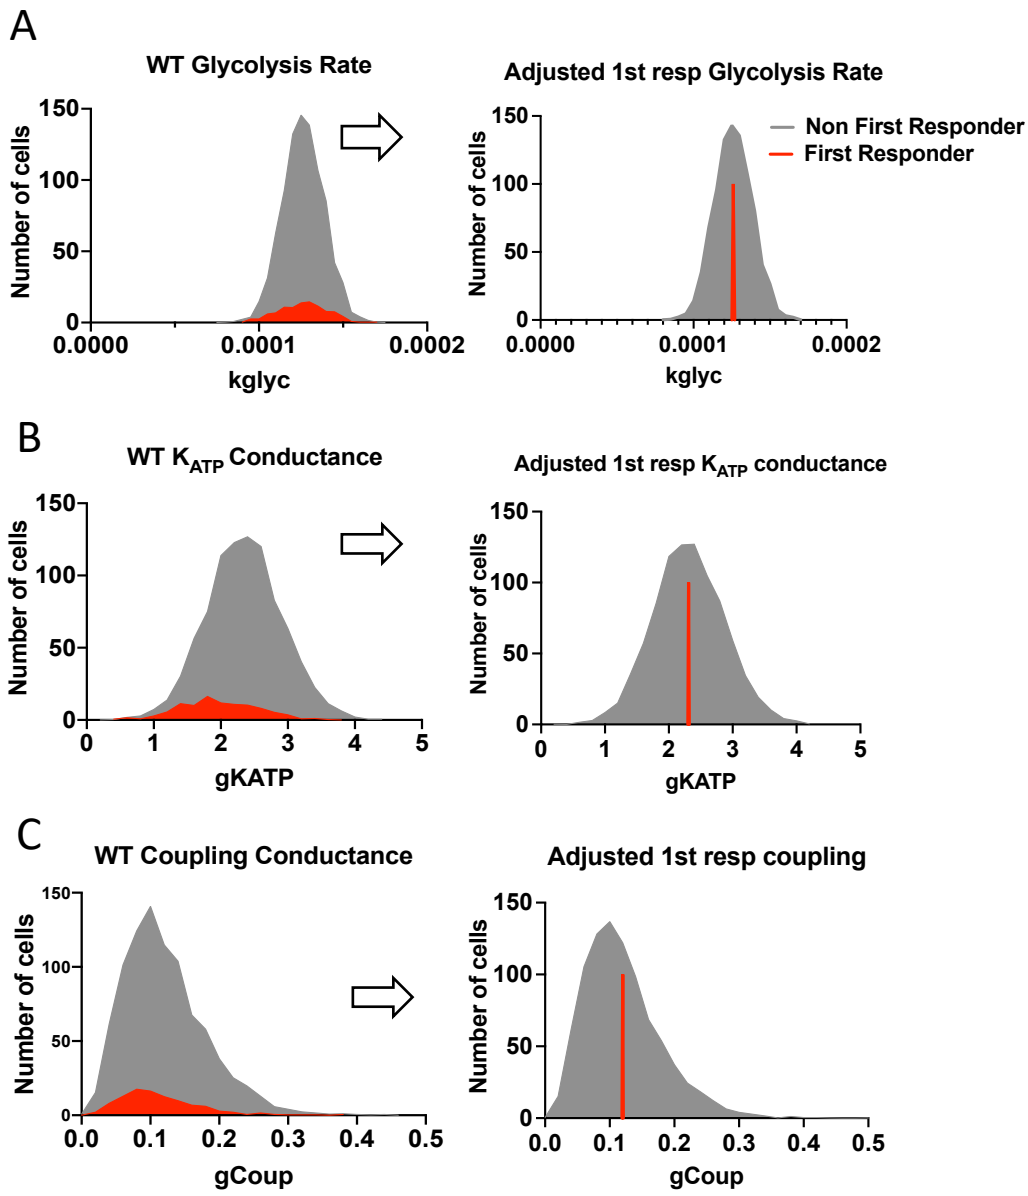 A
WT Glycolysis Rate
Number of cells
150
100
50
0
0.0000
0.0001
0.0002
kglyc
Adjusted 1st resp Glycolysis Rate
Number of cells
150
100
50
0
0.0000
0.0001
0.0002
kglyc
Non First Responder
First Responder
B
WT KATP Conductance
Number of cells
150
100
50
0
0
1
2
3
4
5
gKATP
Adjusted 1st resp KATP conductance
Number of cells
150
100
50
0
0
1
2
3
4
5
gKATP
C
WT Coupling Conductance
Number of cells
150
100
50
0
0.0
0.1
0.2
0.3
0.4
0.5
gCoup
Adjusted 1st resp coupling
Number of cells
150
100
50
0
0.0
0.1
0.2
0.3
0.4
0.5
gCoup